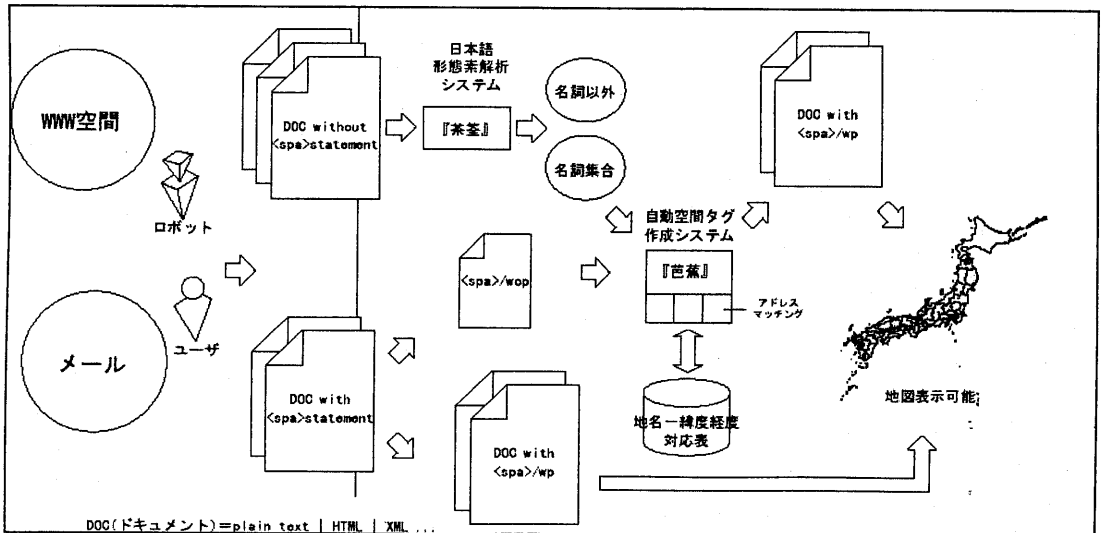 WWW空間
ロボット
メール
ユーザ
DOC without
<spa>statement
DOC with
<spa>statement
日本語
形態素解析
システム
『茶筌』
名詞以外
名詞集合
<spa>/wop
DOC with
<spa>/wp
自動空間タグ
作成システム
『芭蕉』
アドレス
マッチング
地名ー緯度経度
対応表
DOC with
<spa>/wp
地図表示可能
DOC(ドキュメント)=plain text | HTML | XML ...